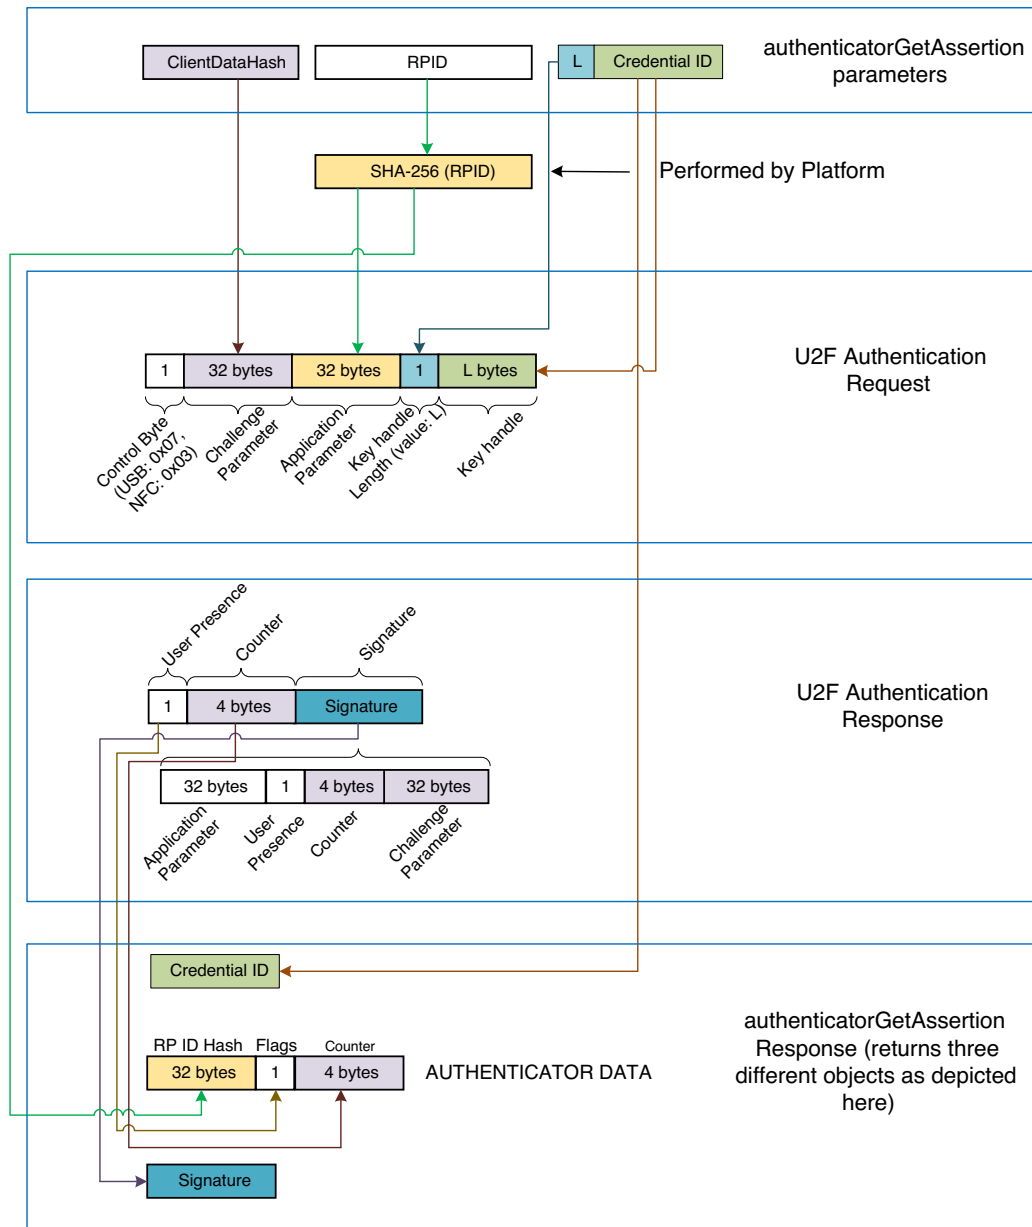 authenticatorGetAssertion
parameters
ClientDataHash
RPID
L
Credential ID
SHA-256 (RPID)
Performed by Platform
U2F Authentication
Request
1
32 bytes
32 bytes
1
L bytes
Control Byte
(USB: 0x07,
NFC: 0x03)
Challenge
Parameter
Application
Parameter
Key handle
Length (value: L)
Key handle
User Presence
Counter
Signature
1
4 bytes
Signature
U2F Authentication
Response
32 bytes
1
4 bytes
32 bytes
Application
Parameter
User
Presence
Counter
Challenge
Parameter
Credential ID
authenticatorGetAssertion
Response (returns three
different objects as depicted
here)
RP ID Hash
Flags
Counter
32 bytes
1
4 bytes
AUTHENTICATOR DATA
Signature